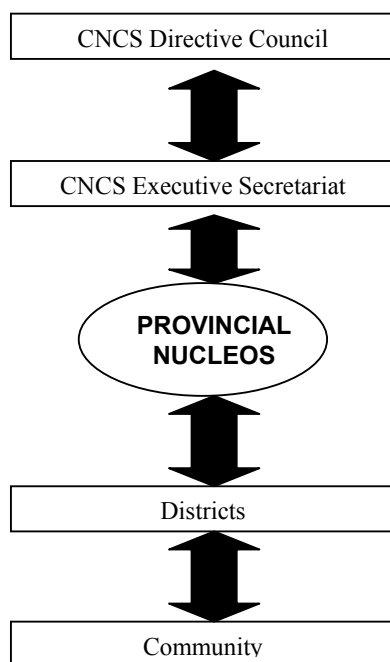 CNCS Directive Council
CNCS Executive Secretariat
PROVINCIAL
NUCLEOS
Districts
Community